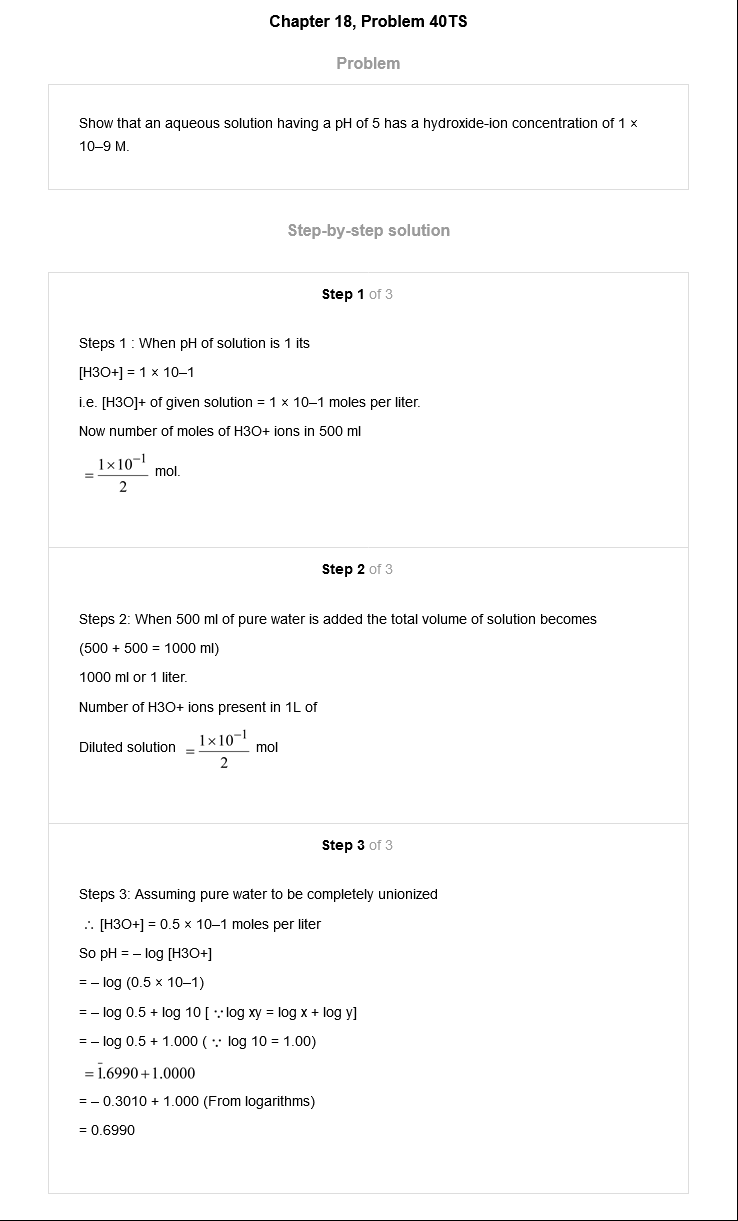 Chapter 18, Problem 40TS
Problem
Show that an aqueous solution having a pH of 5 has a hydroxide-ion concentration of 1 ×
10–9 M.
Step-by-step solution
Step 1 of 3
Steps 1 : When pH of solution is 1 its
[H3O+] = 1 × 10–1
i.e. [H3O]+ of given solution = 1 × 10–1 moles per liter.
Now number of moles of H3O+ ions in 500 ml
= (1×10⁻¹)/2 mol.
Step 2 of 3
Steps 2: When 500 ml of pure water is added the total volume of solution becomes
(500 + 500 = 1000 ml)
1000 ml or 1 liter.
Number of H3O+ ions present in 1L of
Diluted solution = (1×10⁻¹)/2 mol
Step 3 of 3
Steps 3: Assuming pure water to be completely unionized
∴ [H3O+] = 0.5 × 10–1 moles per liter
So pH = – log [H3O+]
= – log (0.5 × 10–1)
= – log 0.5 + log 10 [ ∵ log xy = log x + log y]
= – log 0.5 + 1.000 ( ∵ log 10 = 1.00)
= 1̄.6990+1.0000
= – 0.3010 + 1.000 (From logarithms)
= 0.6990